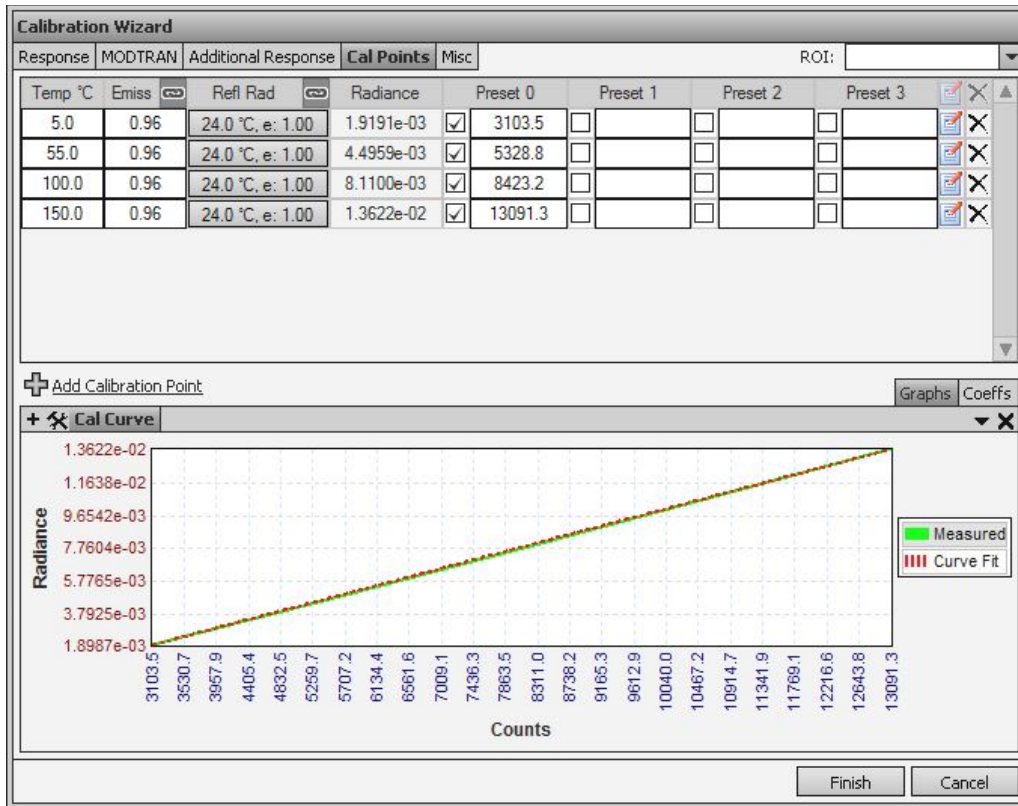 Calibration Wizard
Response MODTRAN Additional Response Cal Points Misc ROI:
Temp °C Emiss Refl Rad Radiance Preset 0 Preset 1 Preset 2 Preset 3
5.0 0.96 24.0 °C, e: 1.00 1.9191e-03 3103.5
55.0 0.96 24.0 °C, e: 1.00 4.4959e-03 5328.8
100.0 0.96 24.0 °C, e: 1.00 8.1100e-03 8423.2
150.0 0.96 24.0 °C, e: 1.00 1.3622e-02 13091.3
Add Calibration Point
Graphs Coeffs
+ Cal Curve
1.3622e-02
1.1638e-02
9.6542e-03
7.7604e-03
5.7765e-03
3.7925e-03
1.8987e-03
Radiance
Measured
Curve Fit
3103.5 3530.7 3957.9 4405.4 4832.5 5259.7 5707.2 6134.4 6561.6 7009.1 7436.3 7863.5 8311.0 8738.2 9165.3 9612.9 10040.0 10467.2 10914.7 11341.9 11769.1 12216.6 12643.8 13091.3
Counts
Finish Cancel